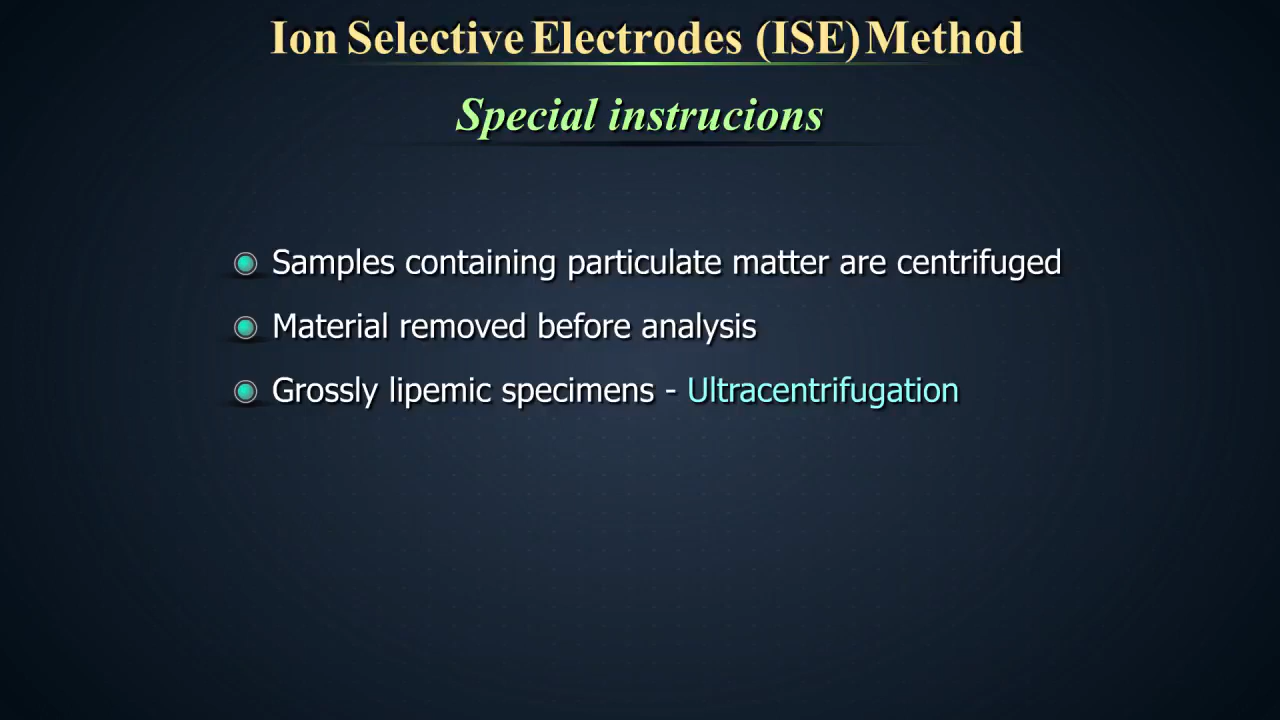 Ion Selective Electrodes (ISE) Method
Special instrucions
Samples containing particulate matter are centrifuged
Material removed before analysis
Grossly lipemic specimens - Ultracentrifugation